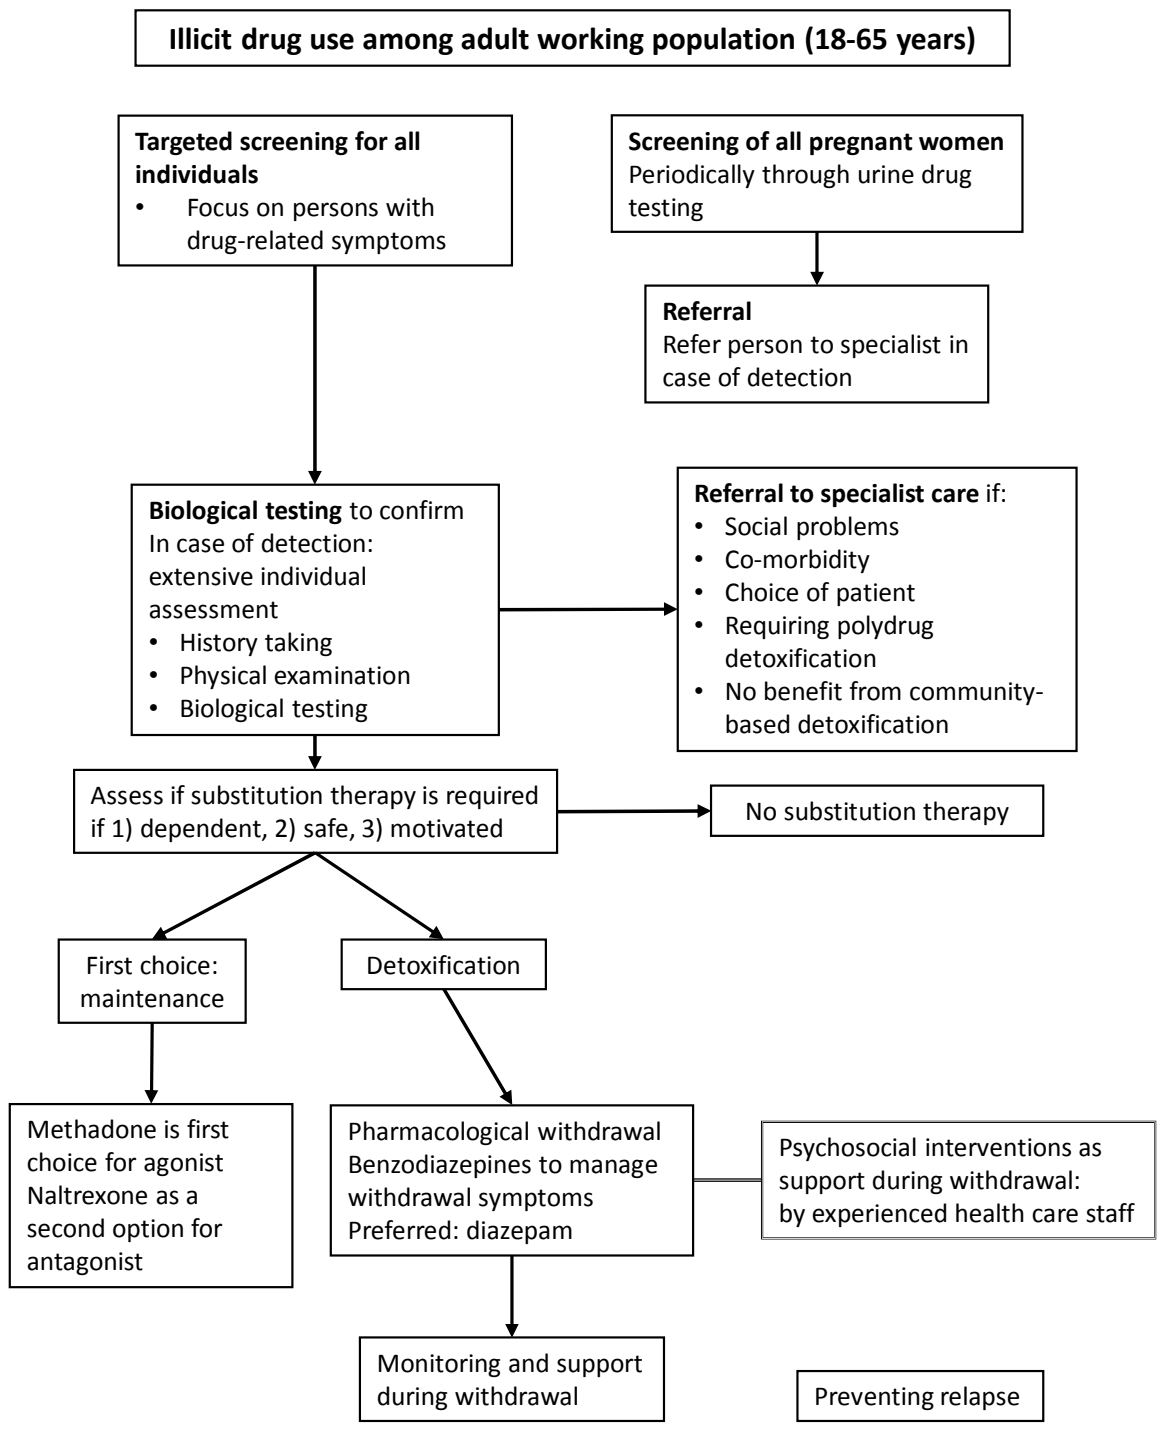 Illicit drug use among adult working population (18-65 years)
Targeted screening for all
individuals
• Focus on persons with
drug-related symptoms
Screening of all pregnant women
Periodically through urine drug
testing
Referral
Refer person to specialist in
case of detection
Biological testing to confirm
In case of detection:
extensive individual
assessment
• History taking
• Physical examination
• Biological testing
Referral to specialist care if:
• Social problems
• Co-morbidity
• Choice of patient
• Requiring polydrug
detoxification
• No benefit from community-
based detoxification
Assess if substitution therapy is required
if 1) dependent, 2) safe, 3) motivated
No substitution therapy
First choice:
maintenance
Detoxification
Methadone is first
choice for agonist
Naltrexone as a
second option for
antagonist
Pharmacological withdrawal
Benzodiazepines to manage
withdrawal symptoms
Preferred: diazepam
Psychosocial interventions as
support during withdrawal:
by experienced health care staff
Monitoring and support
during withdrawal
Preventing relapse